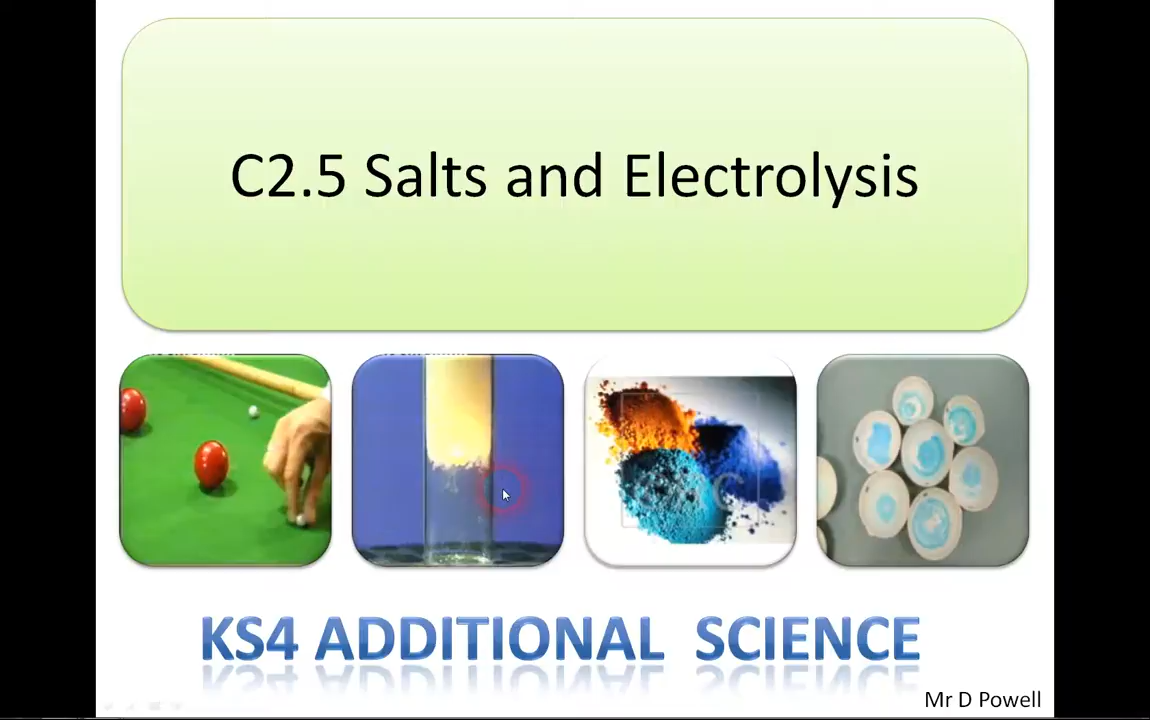 C2.5 Salts and Electrolysis
KS4 ADDITIONAL SCIENCE
Mr D Powell